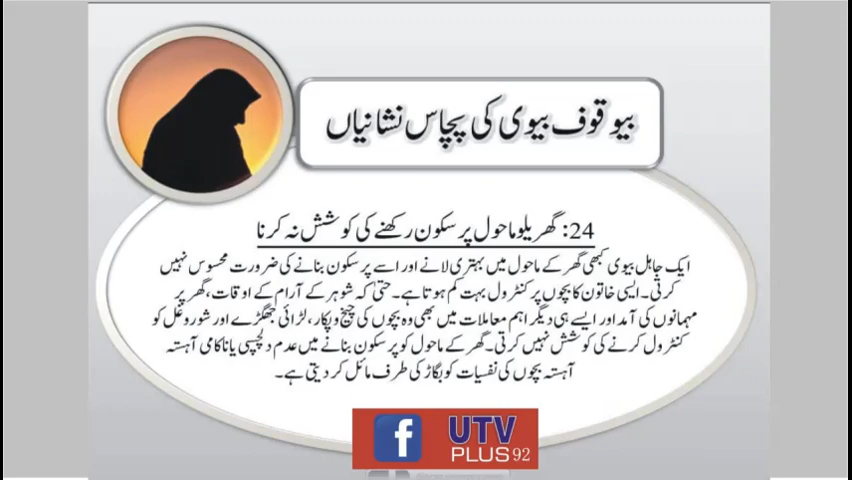 بیوقوف بیوی کی پچاس نشانیاں
24: گھریلو ماحول پر سکون رکھنے کی کوشش نہ کرنا
ایک جاہل بیوی کبھی گھر کے ماحول میں بہتری لانے اور اسے پر سکون بنانے کی ضرورت محسوس نہیں
کرتی۔ ایسی خاتون کا بچوں پر کنٹرول بہت کم ہوتا ہے۔ حتیٰ کہ شوہر کے آرام کے اوقات، گھر پر
مہمانوں کی آمد اور ایسے ہی دیگر اہم معاملات میں بھی وہ بچوں کی چیخ و پکار، لڑائی جھگڑے اور شور و غل کو
کنٹرول کرنے کی کوشش نہیں کرتی۔ گھر کے ماحول کو پر سکون بنانے میں عدم دلچسپی یا ناکامی آہستہ
آہستہ بچوں کی نفسیات کو بگاڑ کی طرف مائل کر دیتی ہے۔
f UTV
PLUS 92